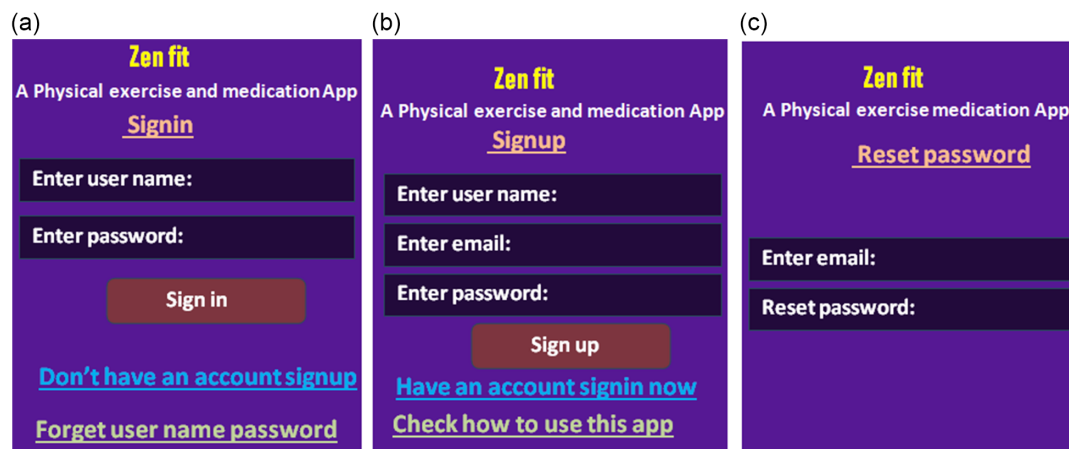 (a)
Zen fit
A Physical exercise and medication App
Signin
Enter user name:
Enter password:
Sign in
Don't have an account signup
Forget user name password
(b)
Zen fit
A Physical exercise and medication App
Signup
Enter user name:
Enter email:
Enter password:
Sign up
Have an account signin now
Check how to use this app
(c)
Zen fit
A Physical exercise medication App
Reset password
Enter email:
Reset password: